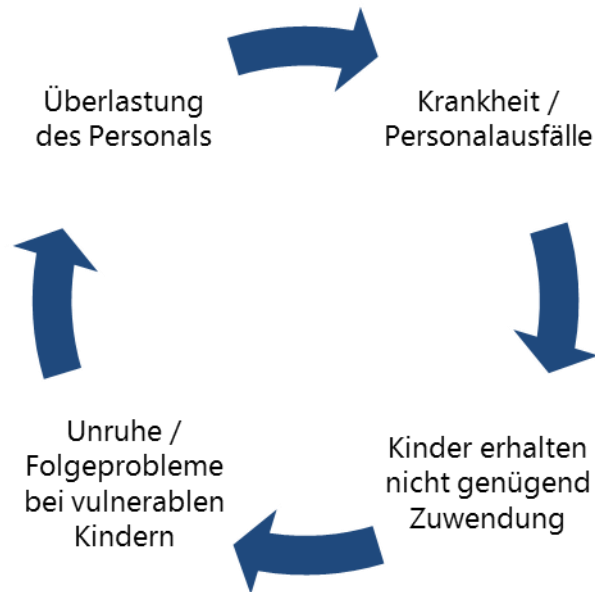 Überlastung
des Personals
Krankheit /
Personalausfälle
Kinder erhalten
nicht genügend
Zuwendung
Unruhe /
Folgeprobleme
bei vulnerablen
Kindern